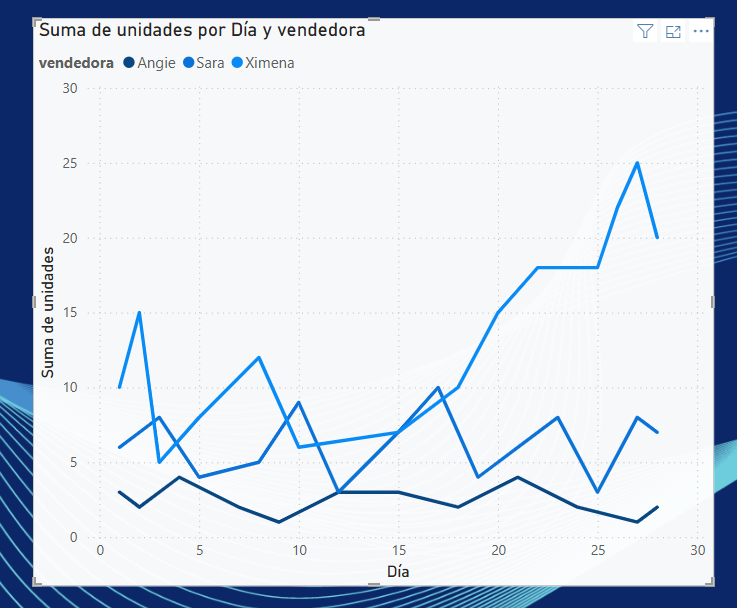 Suma de unidades por Día y vendedora
vendedora Angie Sara Ximena
30
25
20
15
10
5
0
Suma de unidades
0 5 10 15 20 25 30
Día